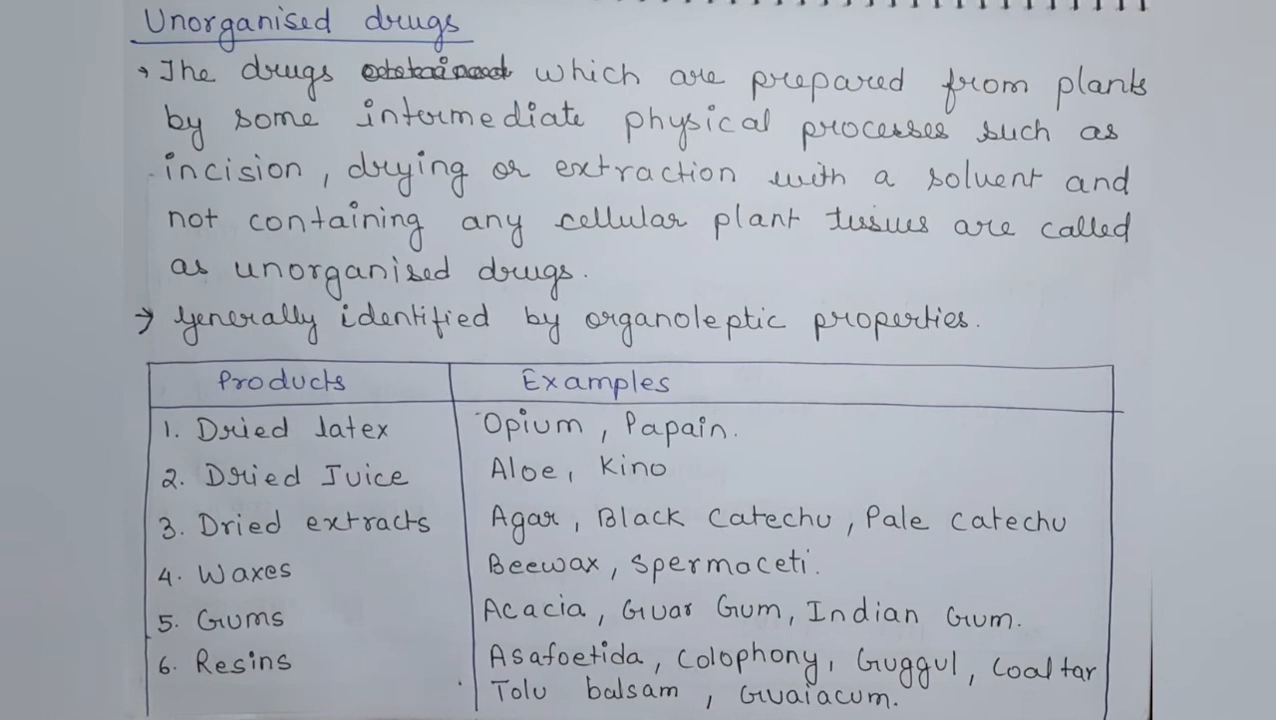 Unorganised drugs
→ The drugs which are prepared from plants
by some intermediate physical processes such as
incision, drying or extraction with a solvent and
not containing any cellular plant tissues are called
as unorganised drugs.
→ Generally identified by organoleptic properties.
Products Examples
1. Dried latex Opium, Papain.
2. Dried Juice Aloe, Kino
3. Dried extracts Agar, Black Catechu, Pale Catechu
4. Waxes Beewax, Spermaceti.
5. Gums Acacia, Guar Gum, Indian Gum.
6. Resins Asafoetida, Colophony, Guggul, Coal tar
Tolu balsam, Guaiacum.